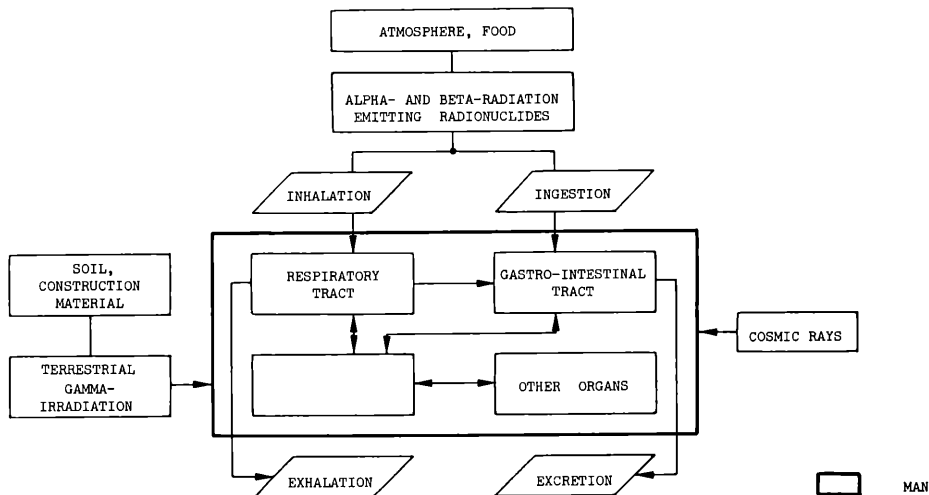 ATMOSPHERE, FOOD
ALPHA- AND BETA-RADIATION
EMITTING RADIONUCLIDES
INHALATION
INGESTION
SOIL,
CONSTRUCTION
MATERIAL
RESPIRATORY
TRACT
GASTRO-INTESTINAL
TRACT
COSMIC RAYS
TERRESTRIAL
GAMMA-
IRRADIATION
OTHER ORGANS
EXHALATION
EXCRETION
MAN